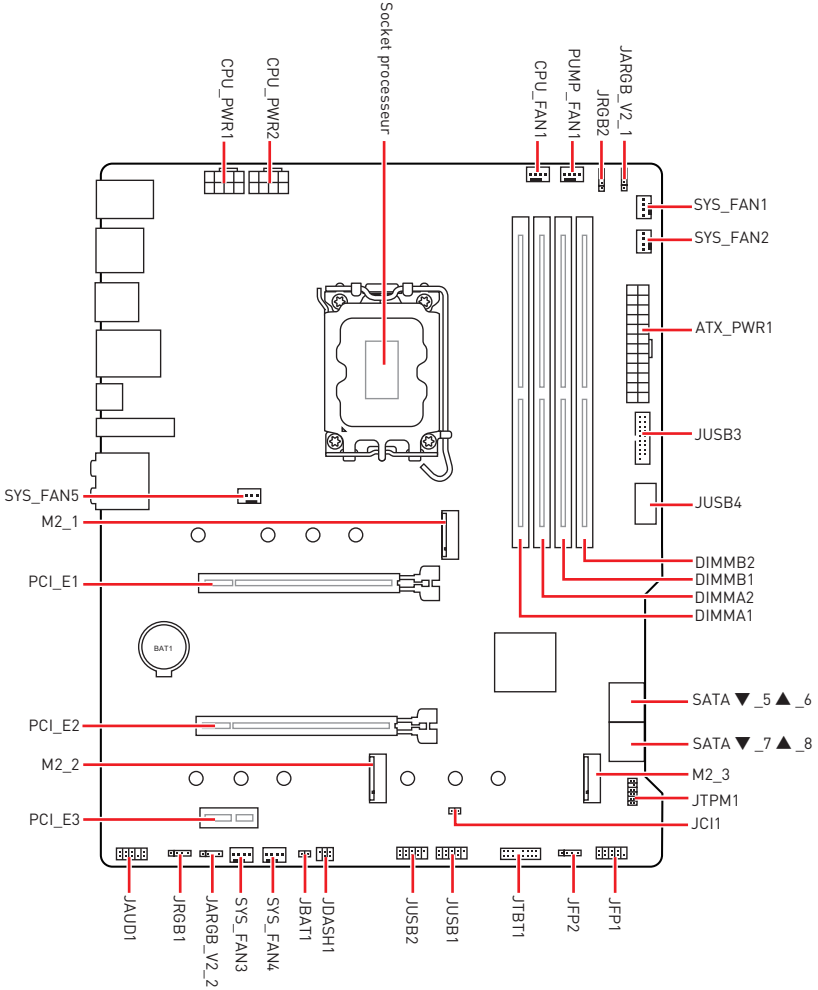 Socket processeur
CPU_PWR1
CPU_PWR2
CPU_FAN1
PUMP_FAN1
JRGB2
JARGB_V2_1
SYS_FAN1
SYS_FAN2
ATX_PWR1
JUSB3
JUSB4
SYS_FAN5
M2_1
PCI_E1
DIMMB2
DIMMB1
DIMMA2
DIMMA1
BAT1
SATA ▼ _5 ▲ _6
PCI_E2
SATA ▼ _7 ▲ _8
M2_2
M2_3
JTPM1
PCI_E3
JCI1
JAUD1
JRGB1
JARGB_V2_2
SYS_FAN3
SYS_FAN4
JBAT1
JDASH1
JUSB2
JUSB1
JTBT1
JFP2
JFP1